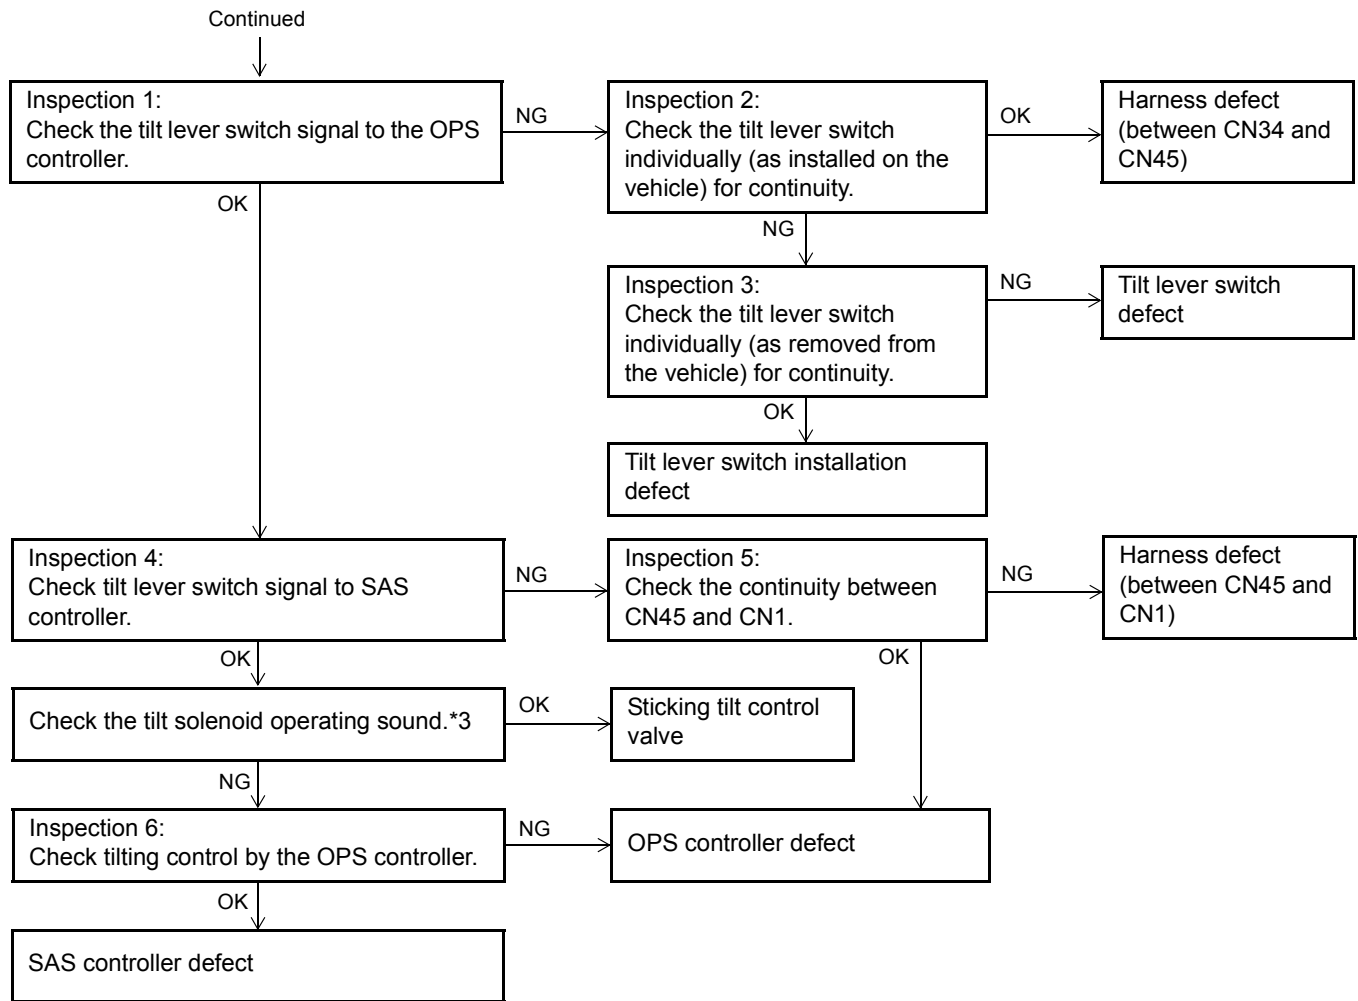 Continued
Inspection 1:
Check the tilt lever switch signal to the OPS
controller.
NG
Inspection 2:
Check the tilt lever switch
individually (as installed on the
vehicle) for continuity.
OK
Harness defect
(between CN34 and
CN45)
OK
NG
Inspection 3:
Check the tilt lever switch
individually (as removed from
the vehicle) for continuity.
NG
Tilt lever switch
defect
OK
Tilt lever switch installation
defect
Inspection 4:
Check tilt lever switch signal to SAS
controller.
NG
Inspection 5:
Check the continuity between
CN45 and CN1.
NG
Harness defect
(between CN45 and
CN1)
OK
OK
Check the tilt solenoid operating sound.*3
OK
Sticking tilt control
valve
NG
Inspection 6:
Check tilting control by the OPS controller.
NG
OPS controller defect
OK
SAS controller defect